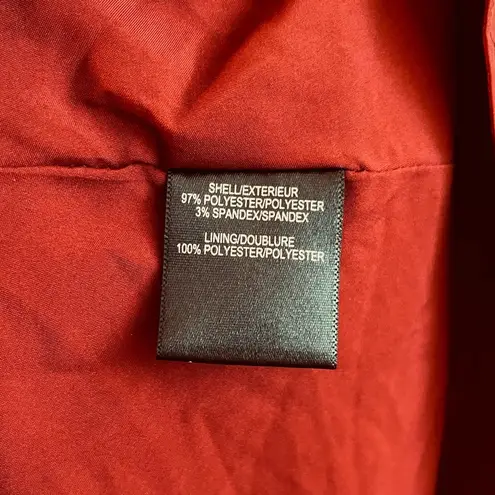 SHELL/EXTERIEUR
97% POLYESTER/POLYESTER
3% SPANDEX/SPANDEX
LINING/DOUBLURE
100% POLYESTER/POLYESTER